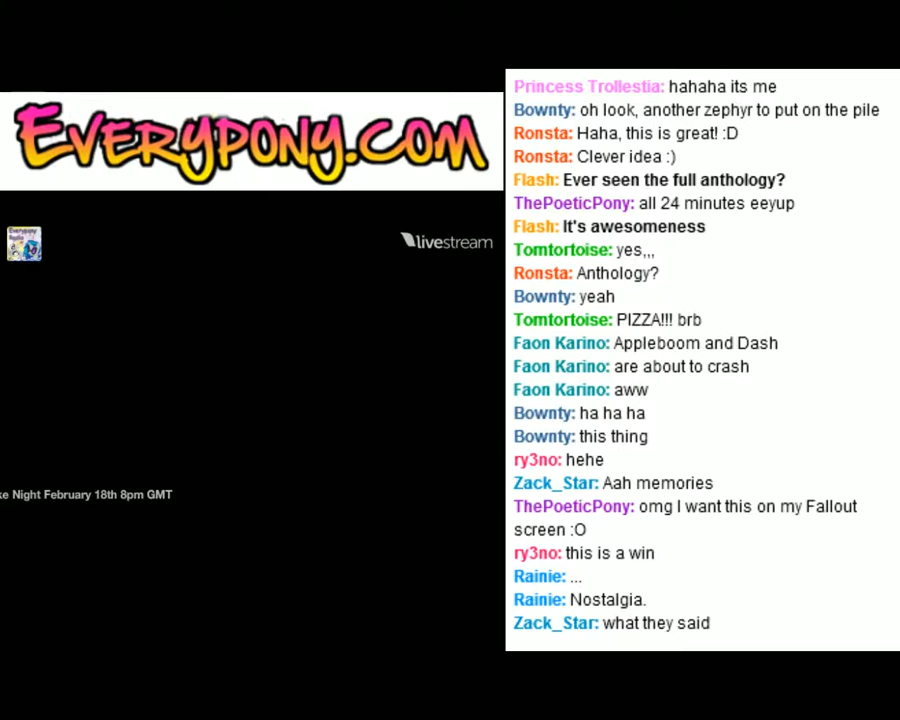 EVERYPONY.COM
livestream
ke Night February 18th 8pm GMT
Princess Trollestia: hahaha its me
Bownty: oh look, another zephyr to put on the pile
Ronsta: Haha, this is great! :D
Ronsta: Clever idea :)
Flash: Ever seen the full anthology?
ThePoeticPony: all 24 minutes eeyup
Flash: It's awesomeness
Tomtortoise: yes,,,
Ronsta: Anthology?
Bownty: yeah
Tomtortoise: PIZZA!!! brb
Faon Karino: Appleboom and Dash
Faon Karino: are about to crash
Faon Karino: aww
Bownty: ha ha ha
Bownty: this thing
ry3no: hehe
Zack_Star: Aah memories
ThePoeticPony: omg I want this on my Fallout
screen :O
ry3no: this is a win
Rainie: ...
Rainie: Nostalgia.
Zack_Star: what they said